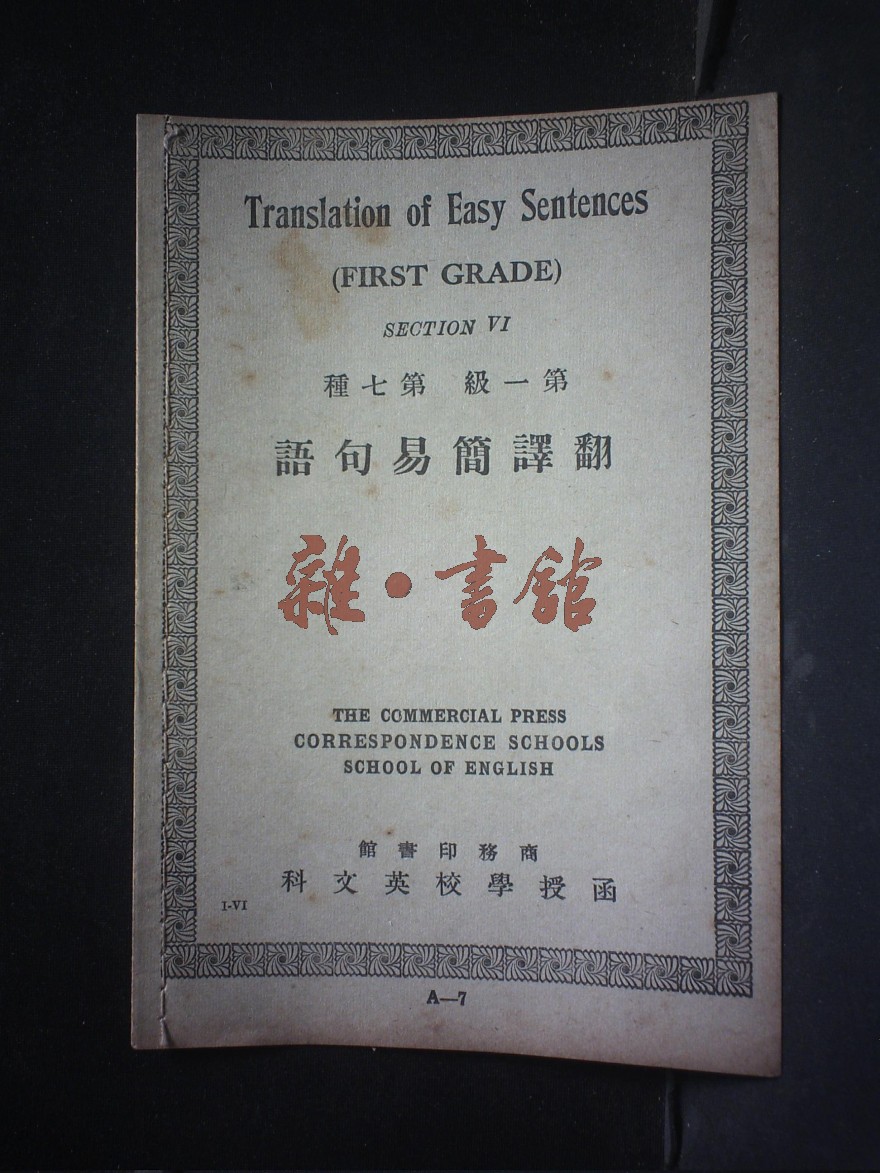 Translation of Easy Sentences
(FIRST GRADE)
SECTION VI
第一級 第七種
翻譯簡易句語
雜•書館
THE COMMERCIAL PRESS
CORRESPONDENCE SCHOOLS
SCHOOL OF ENGLISH
商務印書館
函授學校英文科
I-VI
A—7